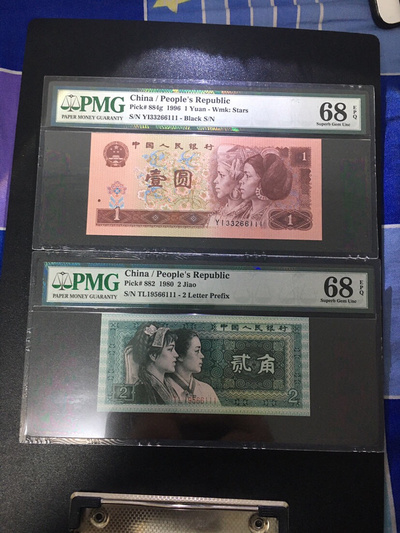 PMG
PAPER MONEY GUARANTY
China / People's Republic
Pick# 884g 1996 1 Yuan - Wmk: Stars
S/N YI33266111 - Black S/N
68 EPQ
Superb Gem Unc
中国人民银行
壹圆
1
1
YI33266111
1
PMG
PAPER MONEY GUARANTY
China / People's Republic
Pick# 882 1980 2 Jiao
S/N TL19566111 - 2 Letter Prefix
68 EPQ
Superb Gem Unc
中国人民银行
贰角
2
TL19566111
2